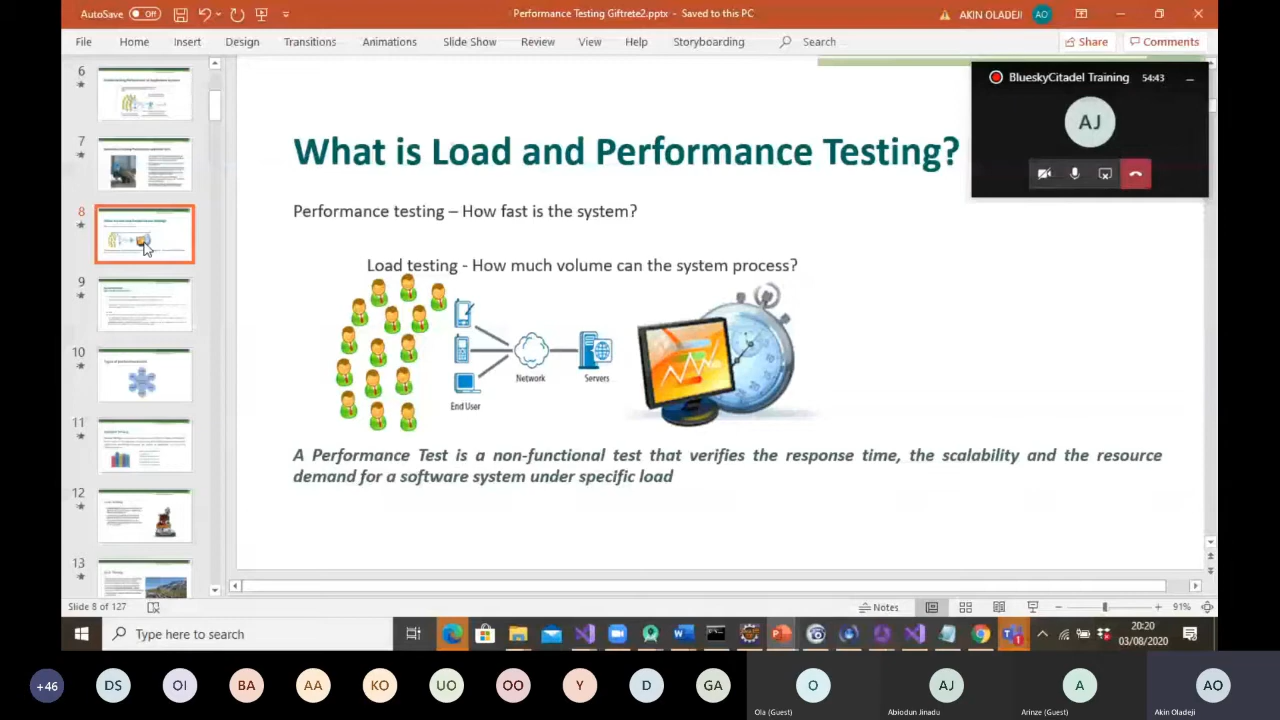 AutoSave Off
Performance Testing Giftrete2.pptx - Saved to this PC
AKIN OLADEJI
AO
File Home Insert Design Transitions Animations Slide Show Review View Help Storyboarding Search
Share
Comments
6
7
8
9
10
11
12
13
BlueskyCitadel Training 54:43
AJ
What is Load and Performance Testing?
Performance testing – How fast is the system?
Load testing - How much volume can the system process?
Network
Servers
End User
A Performance Test is a non-functional test that verifies the response time, the scalability and the resource
demand for a software system under specific load
Slide 8 of 127
Notes
91%
Type here to search
20:20
03/08/2020
+46 DS OI BA AA KO UO OO Y D GA O AJ A AO
Ola (Guest)
Abiodun Jinadu
Arinze (Guest)
Akin Oladeji